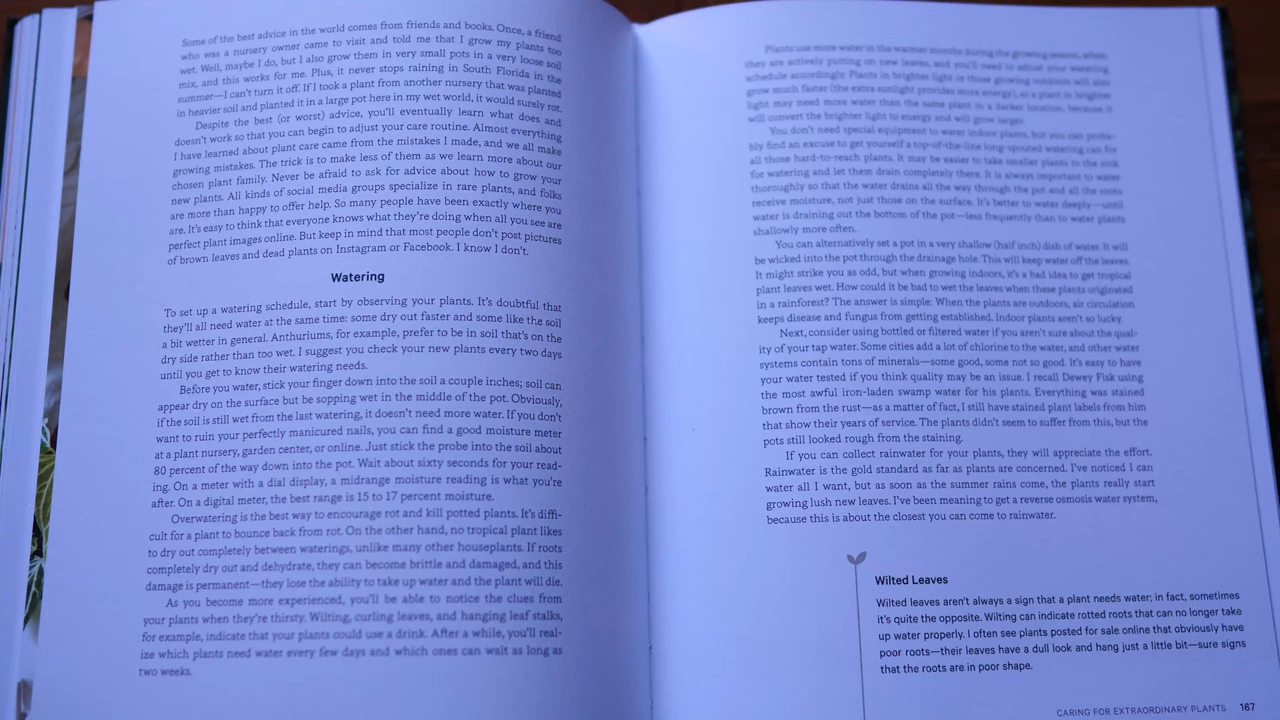 Some of the best advice in the world comes from friends and books. Once, a friend
who was a nursery owner came to visit and told me that I grow my plants too
wet. Well, maybe I do, but I also grow them in very small pots in a very loose soil
mix, and this works for me. Plus, it never stops raining in South Florida in the
summer—I can't turn it off. If I took a plant from another nursery that was planted
in heavier soil and planted it in a large pot here in my wet world, it would surely rot.
Despite the best (or worst) advice, you'll eventually learn what does and
doesn't work so that you can begin to adjust your care routine. Almost everything
I have learned about plant care came from the mistakes I made, and we all make
growing mistakes. The trick is to make less of them as we learn more about our
chosen plant family. Never be afraid to ask for advice about how to grow your
new plants. All kinds of social media groups specialize in rare plants, and folks
are more than happy to offer help. So many people have been exactly where you
are. It's easy to think that everyone knows what they're doing when all you see are
perfect plant images online. But keep in mind that most people don't post pictures
of brown leaves and dead plants on Instagram or Facebook. I know I don't.
Watering
To set up a watering schedule, start by observing your plants. It's doubtful that
they'll all need water at the same time: some dry out faster and some like the soil
a bit wetter in general. Anthuriums, for example, prefer to be in soil that's on the
dry side rather than too wet. I suggest you check your new plants every two days
until you get to know their watering needs.
Before you water, stick your finger down into the soil a couple inches; soil can
appear dry on the surface but be sopping wet in the middle of the pot. Obviously,
if the soil is still wet from the last watering, it doesn't need more water. If you don't
want to ruin your perfectly manicured nails, you can find a good moisture meter
at a plant nursery, garden center, or online. Just stick the probe into the soil about
80 percent of the way down into the pot. Wait about sixty seconds for your read-
ing. On a meter with a dial display, a midrange moisture reading is what you're
after. On a digital meter, the best range is 15 to 17 percent moisture.
Overwatering is the best way to encourage rot and kill potted plants. It's diffi-
cult for a plant to bounce back from rot. On the other hand, no tropical plant likes
to dry out completely between waterings, unlike many other houseplants. If roots
completely dry out and dehydrate, they can become brittle and damaged, and this
damage is permanent—they lose the ability to take up water and the plant will die.
As you become more experienced, you'll be able to notice the clues from
your plants when they're thirsty. Wilting, curling leaves, and hanging leaf stalks,
for example, indicate that your plants could use a drink. After a while, you'll real-
ize which plants need water every few days and which ones can wait as long as
two weeks.
Plants use more water in the warmer months during the growing season, when
they are actively putting on new leaves, and you'll need to adjust your watering
schedule accordingly. Plants in brighter light or those growing outdoors will also
grow much faster (the extra sunlight provides more energy), so a plant in brighter
light may need more water than the same plant in a darker location, because it
will convert the brighter light to energy and will grow larger.
You don't need special equipment to water indoor plants, but you can proba-
bly find an excuse to get yourself a top-of-the-line long-spouted watering can for
all those hard-to-reach plants. It may be easier to take smaller plants to the sink
for watering and let them drain completely there. It is always important to water
thoroughly so that the water drains all the way through the pot and all the roots
receive moisture, not just those on the surface. It's better to water deeply—until
water is draining out the bottom of the pot—less frequently than to water plants
shallowly more often.
You can alternatively set a pot in a very shallow (half inch) dish of water. It will
be wicked into the pot through the drainage hole. This will keep water off the leaves.
It might strike you as odd, but when growing indoors, it's a bad idea to get tropical
plant leaves wet. How could it be bad to wet the leaves when these plants originated
in a rainforest? The answer is simple: When the plants are outdoors, air circulation
keeps disease and fungus from getting established. Indoor plants aren't so lucky.
Next, consider using bottled or filtered water if you aren't sure about the qual-
ity of your tap water. Some cities add a lot of chlorine to the water, and other water
systems contain tons of minerals—some good, some not so good. It's easy to have
your water tested if you think quality may be an issue. I recall Dewey Fisk using
the most awful iron-laden swamp water for his plants. Everything was stained
brown from the rust—as a matter of fact, I still have stained plant labels from him
that show their years of service. The plants didn't seem to suffer from this, but the
pots still looked rough from the staining.
If you can collect rainwater for your plants, they will appreciate the effort.
Rainwater is the gold standard as far as plants are concerned. I've noticed I can
water all I want, but as soon as the summer rains come, the plants really start
growing lush new leaves. I've been meaning to get a reverse osmosis water system,
because this is about the closest you can come to rainwater.
Wilted Leaves
Wilted leaves aren't always a sign that a plant needs water; in fact, sometimes
it's quite the opposite. Wilting can indicate rotted roots that can no longer take
up water properly. I often see plants posted for sale online that obviously have
poor roots—their leaves have a dull look and hang just a little bit—sure signs
that the roots are in poor shape.
CARING FOR EXTRAORDINARY PLANTS 167